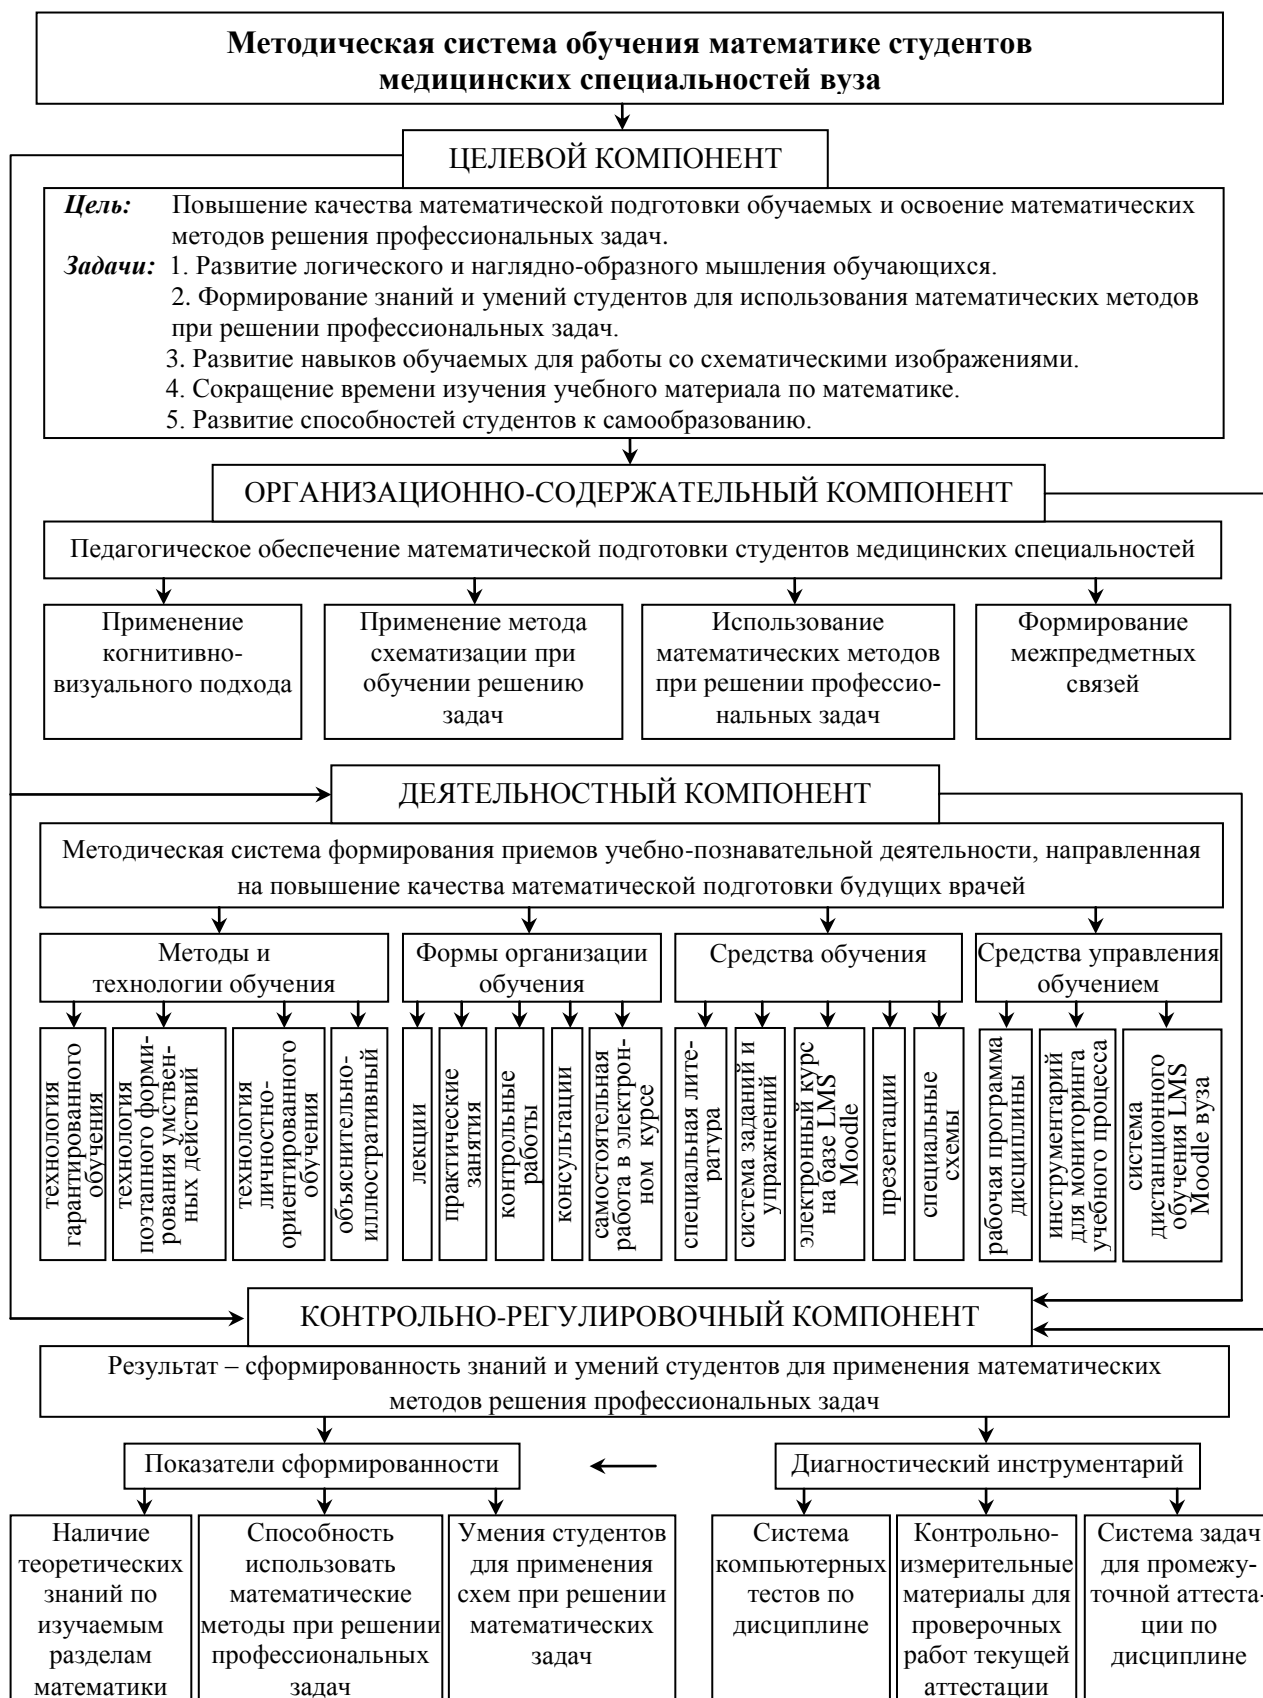 Методическая система обучения математике студентов
медицинских специальностей вуза
ЦЕЛЕВОЙ КОМПОНЕНТ
Цель: Повышение качества математической подготовки обучаемых и освоение математических
методов решения профессиональных задач.
Задачи: 1. Развитие логического и наглядно-образного мышления обучающихся.
2. Формирование знаний и умений студентов для использования математических методов
при решении профессиональных задач.
3. Развитие навыков обучаемых для работы со схематическими изображениями.
4. Сокращение времени изучения учебного материала по математике.
5. Развитие способностей студентов к самообразованию.
ОРГАНИЗАЦИОННО-СОДЕРЖАТЕЛЬНЫЙ КОМПОНЕНТ
Педагогическое обеспечение математической подготовки студентов медицинских специальностей
Применение
когнитивно-
визуального подхода
Применение метода
схематизации при
обучении решению
задач
Использование
математических методов
при решении профессио-
нальных задач
Формирование
межпредметных
связей
ДЕЯТЕЛЬНОСТНЫЙ КОМПОНЕНТ
Методическая система формирования приемов учебно-познавательной деятельности, направленная
на повышение качества математической подготовки будущих врачей
Методы и
технологии обучения
Формы организации
обучения
Средства обучения
Средства управления
обучением
технология
гарантированного
обучения
технология
поэтапного форми-
рования умствен-
ных действий
технология
личностно-
ориентированного
обучения
объяснительно-
иллюстративный
лекции
практические
занятия
контрольные
работы
консультации
самостоятельная
работа в электрон-
ном курсе
специальная лите-
ратура
система заданий и
упражнений
электронный курс
на базе LMS
Moodle
презентации
специальные
схемы
рабочая программа
дисциплины
инструментарий
для мониторинга
учебного процесса
система
дистанционного
обучения LMS
Moodle вуза
КОНТРОЛЬНО-РЕГУЛИРОВОЧНЫЙ КОМПОНЕНТ
Результат – сформированность знаний и умений студентов для применения математических
методов решения профессиональных задач
Показатели сформированности
Диагностический инструментарий
Наличие
теоретических
знаний по
изучаемым
разделам
математики
Способность
использовать
математические
методы при решении
профессиональных
задач
Умения студентов
для применения
схем при решении
математических
задач
Система
компьютерных
тестов по
дисциплине
Контрольно-
измерительные
материалы для
проверочных
работ текущей
аттестации
Система задач
для промежу-
точной аттеста-
ции по
дисциплине